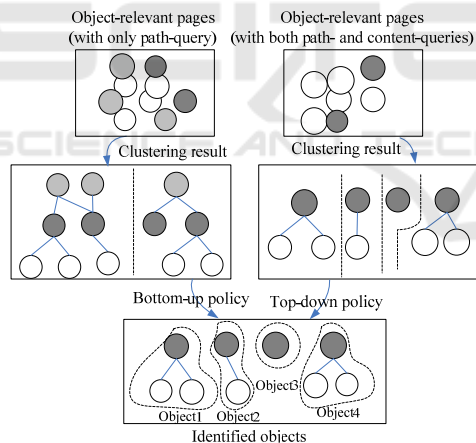 Object-relevant pages
(with only path-query)
Object-relevant pages
(with both path- and content-queries)
Clustering result
Clustering result
Bottom-up policy
Top-down policy
Object1
Object2
Object3
Object4
Identified objects